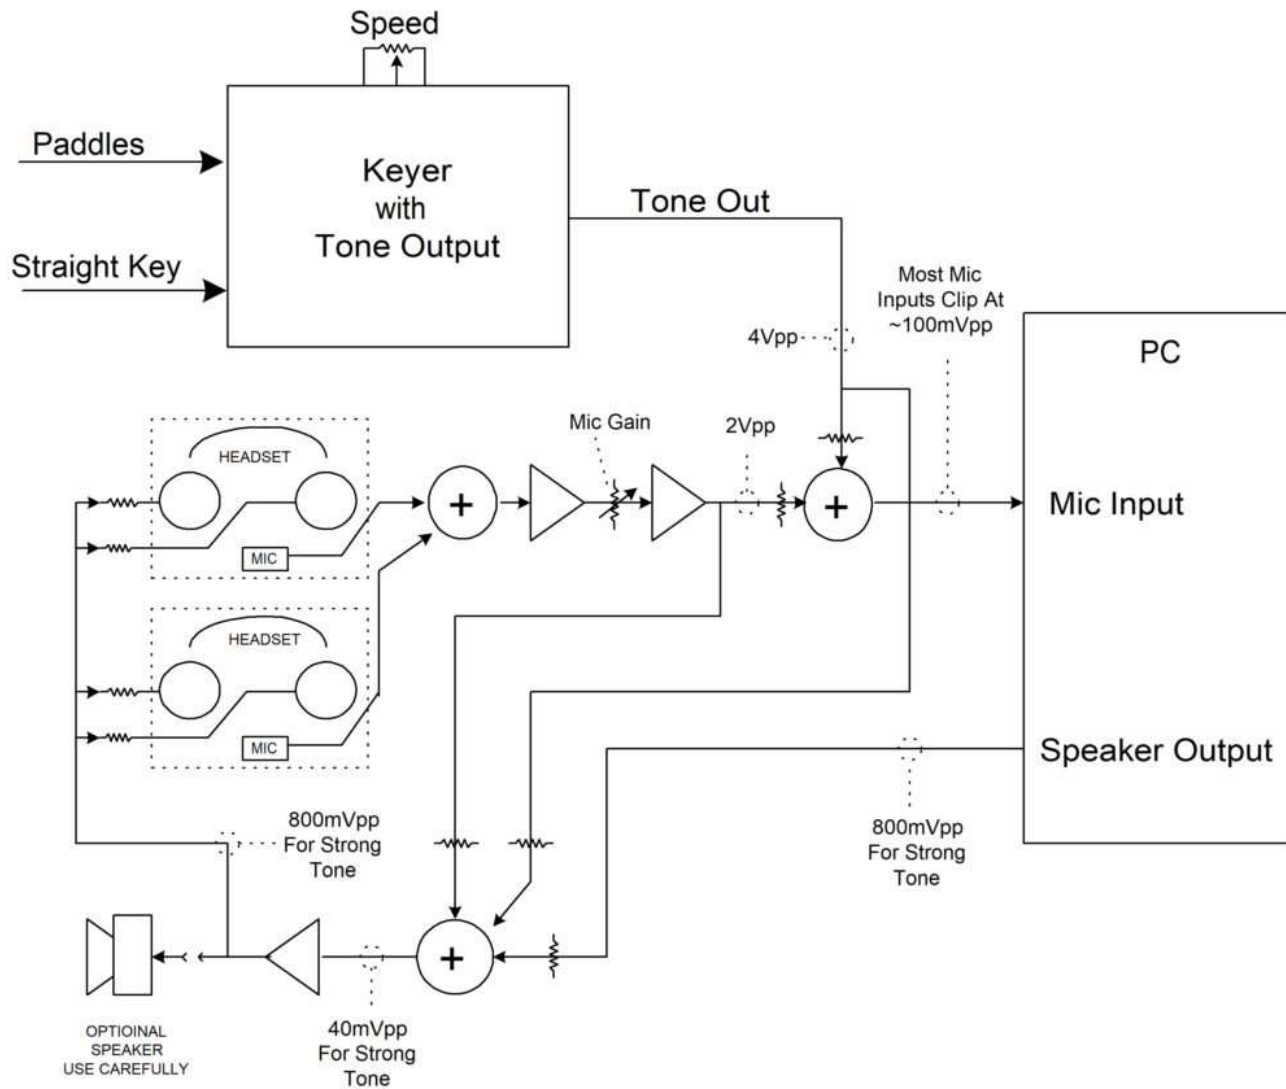 Speed
Paddles
Keyer
with
Tone Output
Straight Key
Tone Out
Most Mic
Inputs Clip At
~100mVpp
4Vpp
PC
Mic Gain
2Vpp
HEADSET
+
+
Mic Input
MIC
HEADSET
MIC
Speaker Output
800mVpp
For Strong
Tone
800mVpp
For Strong
Tone
+
OPTIOINAL
SPEAKER
USE CAREFULLY
40mVpp
For Strong
Tone